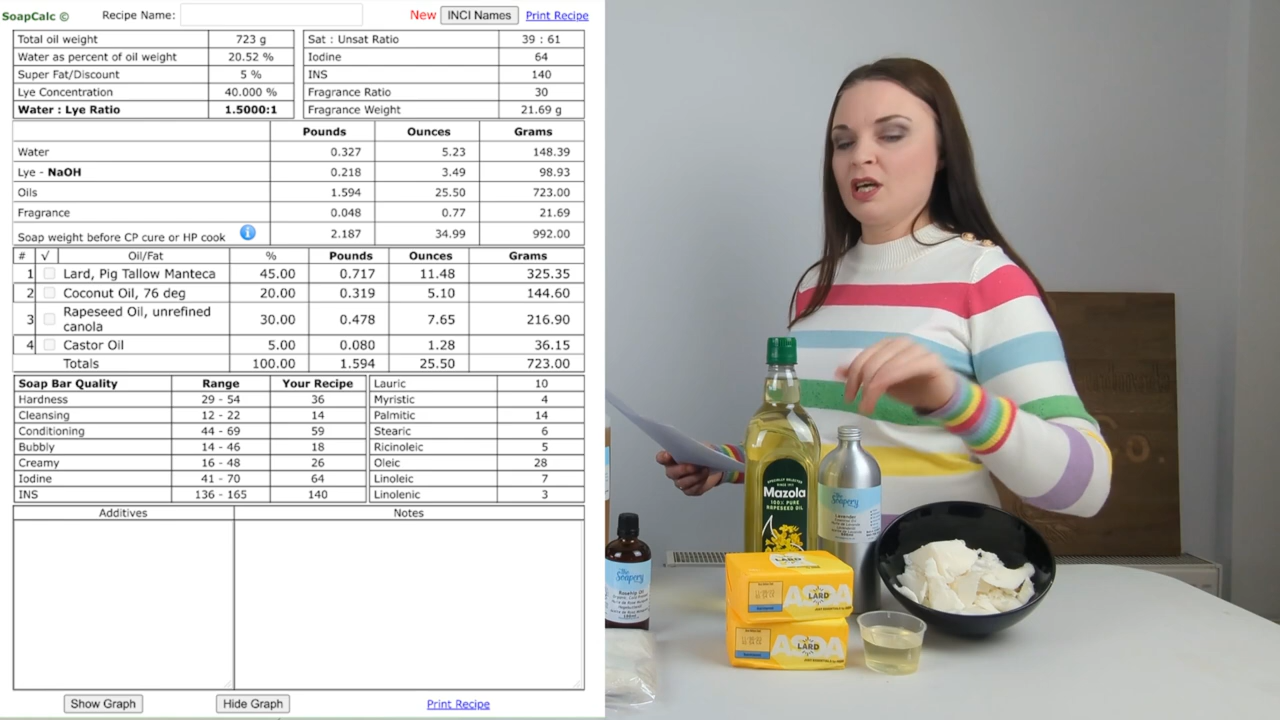 SoapCalc ©
Recipe Name:
New
INCI Names
Print Recipe
Total oil weight 723 g
Water as percent of oil weight 20.52 %
Super Fat/Discount 5 %
Lye Concentration 40.000 %
Water : Lye Ratio 1.5000:1
Sat : Unsat Ratio 39 : 61
Iodine 64
INS 140
Fragrance Ratio 30
Fragrance Weight 21.69 g
Pounds Ounces Grams
Water 0.327 5.23 148.39
Lye - NaOH 0.218 3.49 98.93
Oils 1.594 25.50 723.00
Fragrance 0.048 0.77 21.69
Soap weight before CP cure or HP cook 2.187 34.99 992.00
# √ Oil/Fat % Pounds Ounces Grams
1 Lard, Pig Tallow Manteca 45.00 0.717 11.48 325.35
2 Coconut Oil, 76 deg 20.00 0.319 5.10 144.60
3 Rapeseed Oil, unrefined canola 30.00 0.478 7.65 216.90
4 Castor Oil 5.00 0.080 1.28 36.15
Totals 100.00 1.594 25.50 723.00
Soap Bar Quality Range Your Recipe
Hardness 29 - 54 36
Cleansing 12 - 22 14
Conditioning 44 - 69 59
Bubbly 14 - 46 18
Creamy 16 - 48 26
Iodine 41 - 70 64
INS 136 - 165 140
Lauric 10
Myristic 4
Palmitic 14
Stearic 6
Ricinoleic 5
Oleic 28
Linoleic 7
Linolenic 3
Additives
Notes
Show Graph
Hide Graph
Print Recipe
Mazola
100% PURE
RAPESEED OIL
The Soapery
Lavender
The Soapery
Rosehip Oil
LARD
ASDA
LARD
ASDA
LARD
Co.